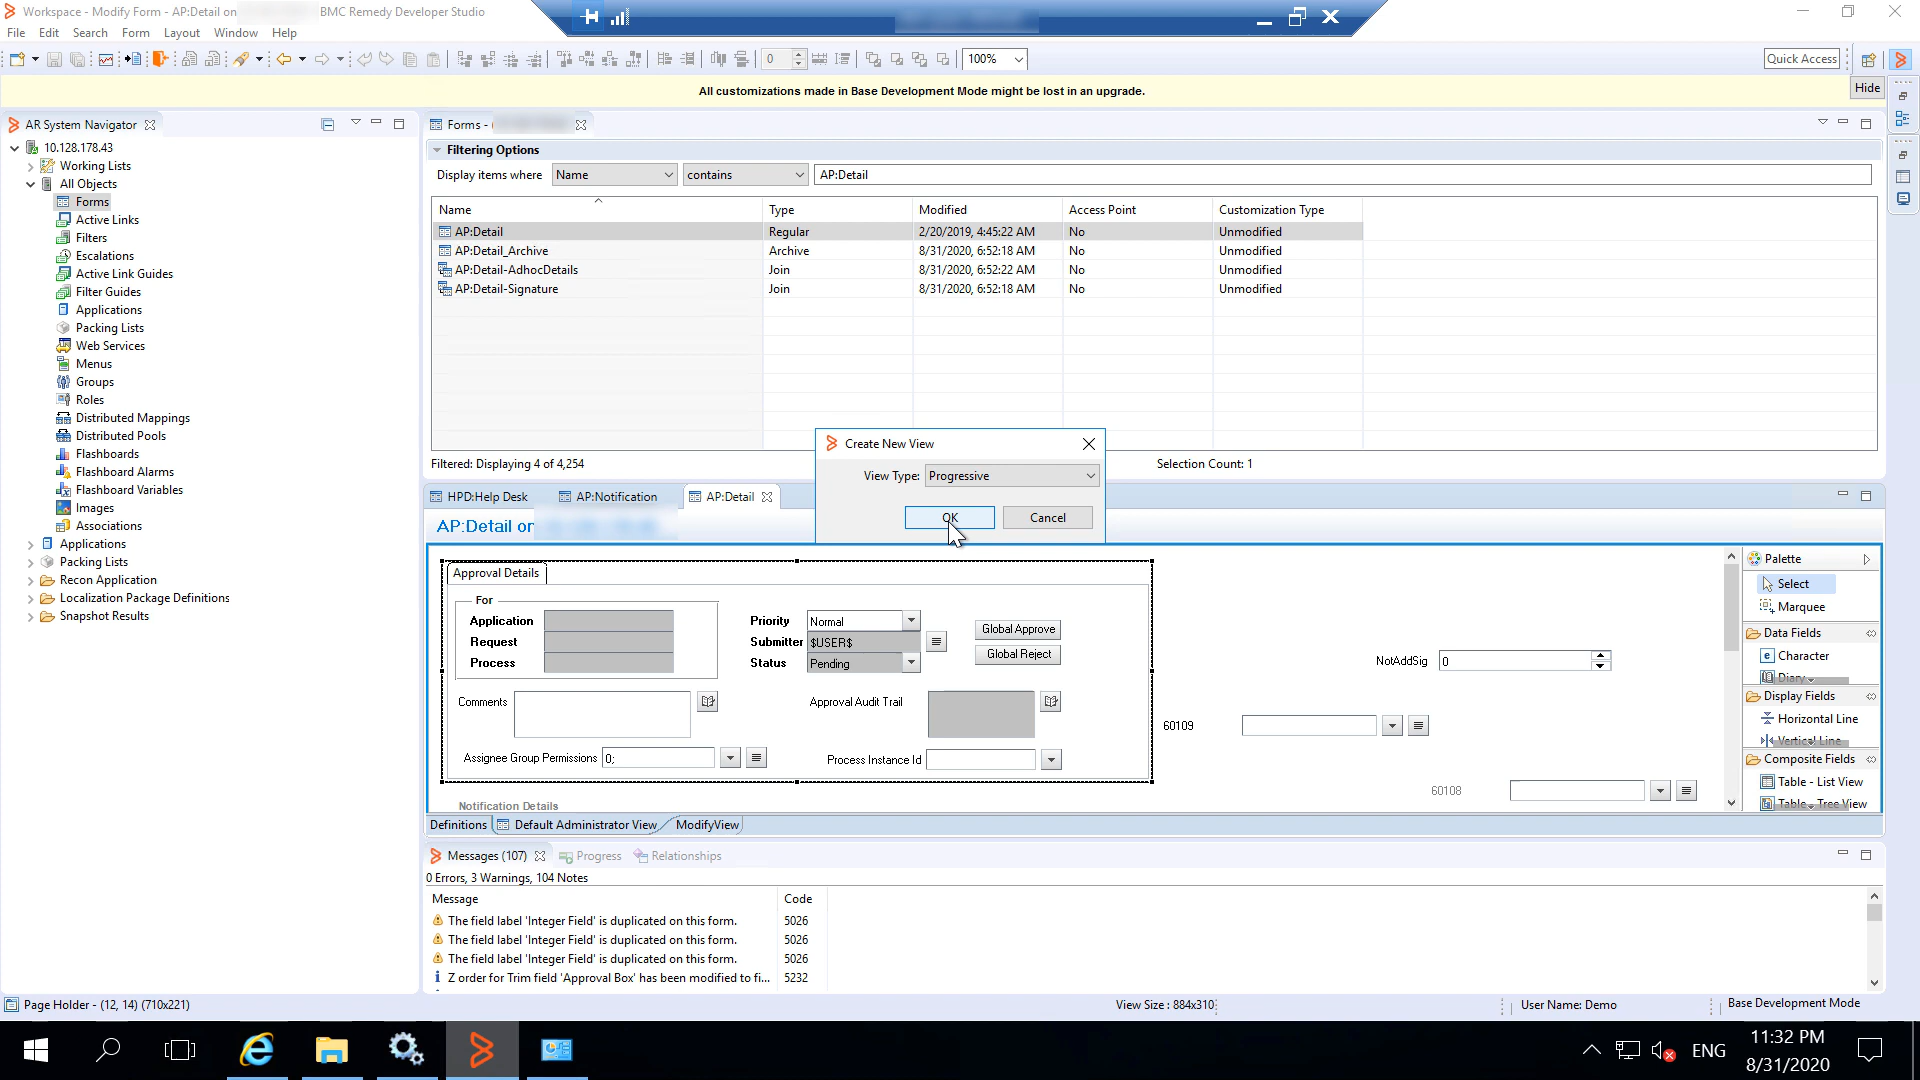 Workspace - Modify Form - AP:Detail on
BMC Remedy Developer Studio
File Edit Search Form Layout Window Help
0
100%
Quick Access
All customizations made in Base Development Mode might be lost in an upgrade.
Hide
AR System Navigator
10.128.178.43
Working Lists
All Objects
Forms
Active Links
Filters
Escalations
Active Link Guides
Filter Guides
Applications
Packing Lists
Web Services
Menus
Groups
Roles
Distributed Mappings
Distributed Pools
Flashboards
Flashboard Alarms
Flashboard Variables
Images
Associations
Applications
Packing Lists
Recon Application
Localization Package Definitions
Snapshot Results
Forms -
Filtering Options
Display items where Name contains AP:Detail
Name Type Modified Access Point Customization Type
AP:Detail Regular 2/20/2019, 4:45:22 AM No Unmodified
AP:Detail_Archive Archive 8/31/2020, 6:52:18 AM No Unmodified
AP:Detail-AdhocDetails Join 8/31/2020, 6:52:22 AM No Unmodified
AP:Detail-Signature Join 8/31/2020, 6:52:18 AM No Unmodified
Filtered: Displaying 4 of 4,254
Selection Count: 1
Create New View
View Type: Progressive
OK Cancel
HPD:Help Desk AP:Notification AP:Detail
AP:Detail on
Approval Details
For
Application
Request
Process
Priority Normal
Submitter $USER$
Status Pending
Global Approve
Global Reject
Comments
Approval Audit Trail
Assignee Group Permissions 0;
Process Instance Id
Notification Details
NotAddSig 0
60109
60108
Palette
Select
Marquee
Data Fields
Character
Diary
Display Fields
Horizontal Line
Vertical Line
Composite Fields
Table - List View
Table - Tree View
Definitions Default Administrator View ModifyView
Messages (107) Progress Relationships
0 Errors, 3 Warnings, 104 Notes
Message Code
The field label 'Integer Field' is duplicated on this form. 5026
The field label 'Integer Field' is duplicated on this form. 5026
The field label 'Integer Field' is duplicated on this form. 5026
Z order for Trim field 'Approval Box' has been modified to fi... 5232
Page Holder - (12, 14) (710x221)
View Size : 884x310
User Name: Demo
Base Development Mode
ENG
11:32 PM
8/31/2020